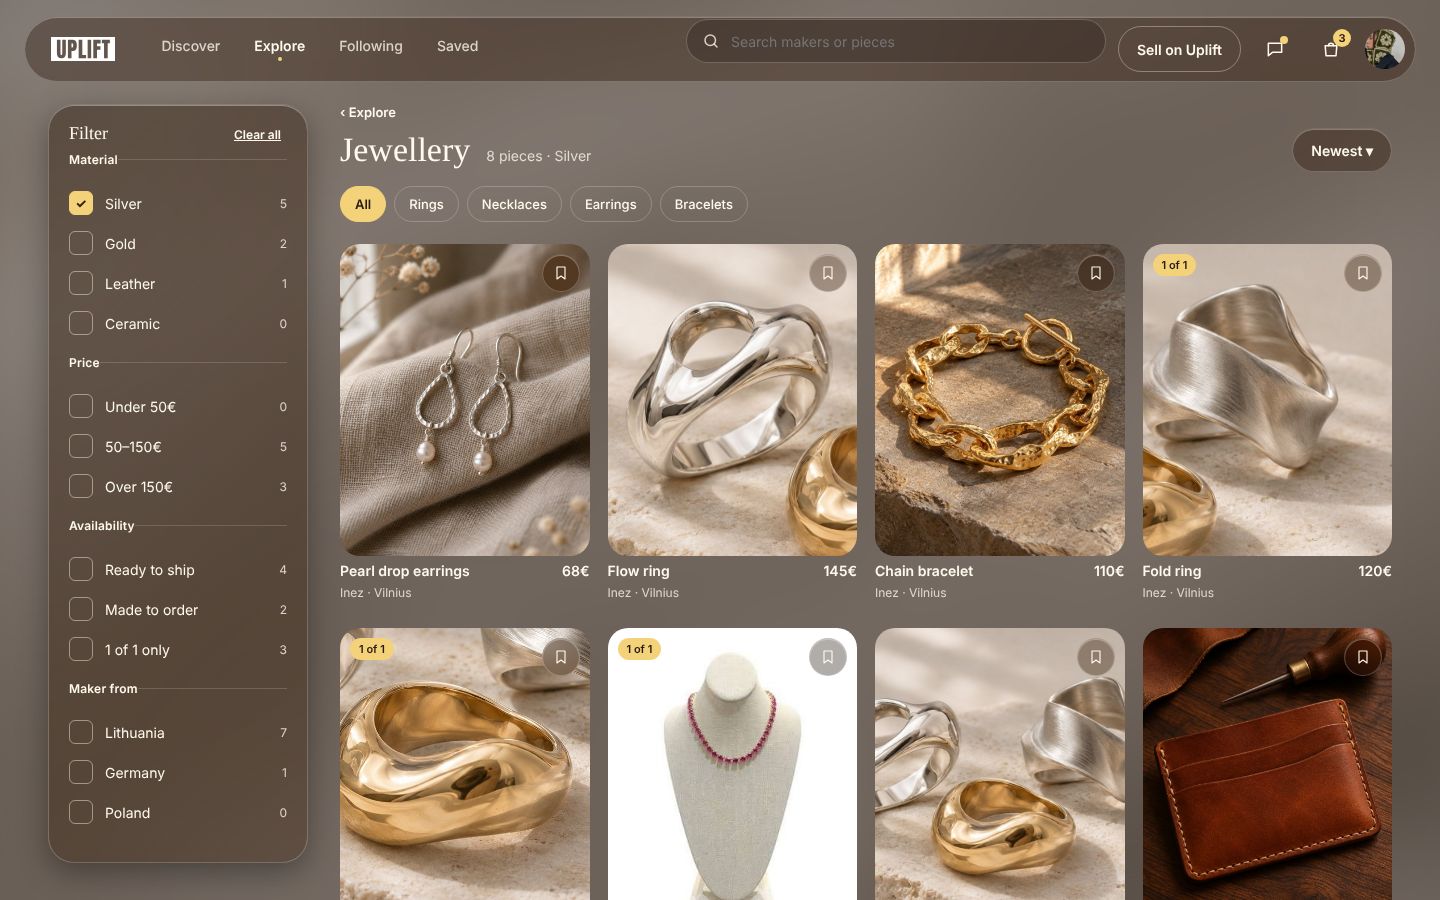 UPLIFT
Discover
Explore
Following
Saved
Search makers or pieces
Sell on Uplift
3
Filter
Clear all
Material
Silver 5
Gold 2
Leather 1
Ceramic 0
Price
Under 50€ 0
50–150€ 5
Over 150€ 3
Availability
Ready to ship 4
Made to order 2
1 of 1 only 3
Maker from
Lithuania 7
Germany 1
Poland 0
‹ Explore
Jewellery 8 pieces · Silver
Newest ▾
All
Rings
Necklaces
Earrings
Bracelets
Pearl drop earrings 68€
Inez · Vilnius
Flow ring 145€
Inez · Vilnius
Chain bracelet 110€
Inez · Vilnius
1 of 1
Fold ring 120€
Inez · Vilnius
1 of 1
1 of 1